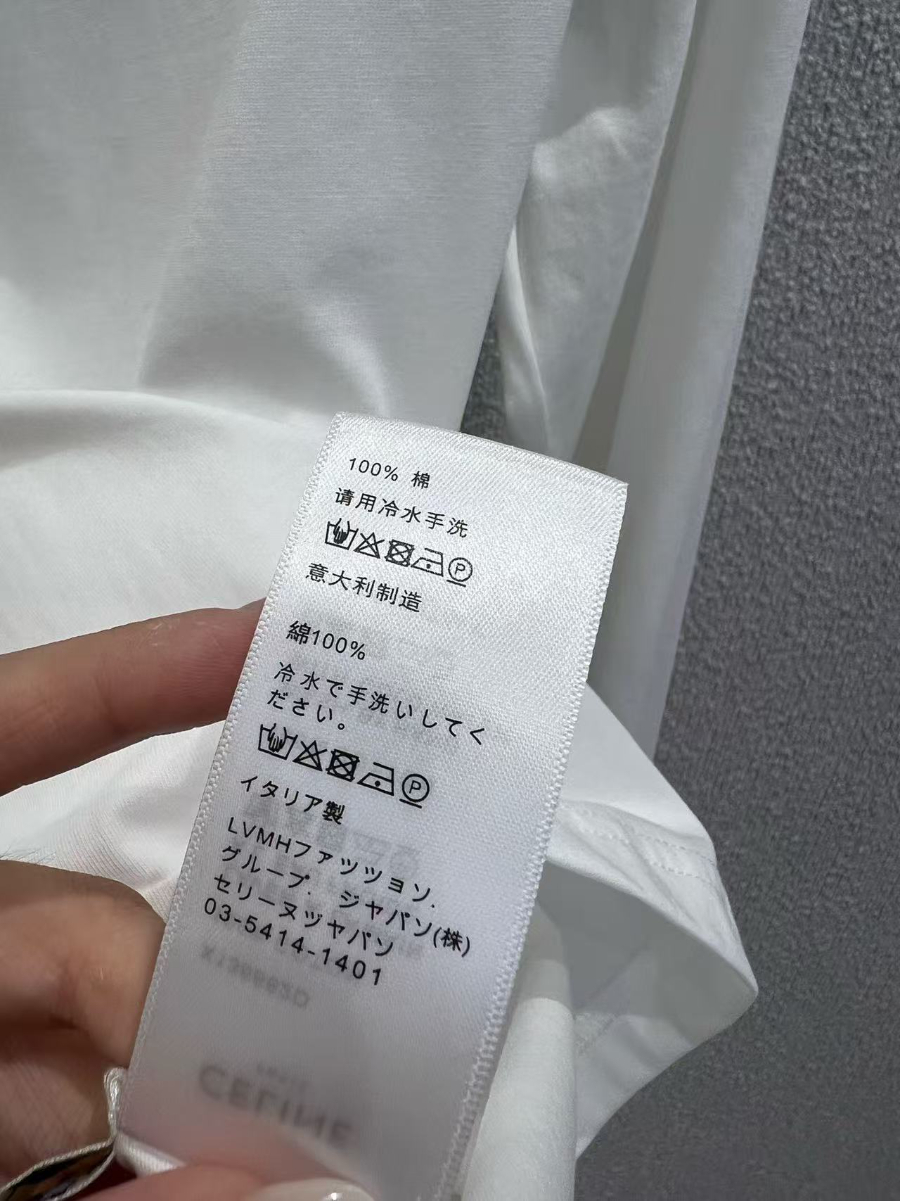 100% 棉
请用冷水手洗
P
意大利制造
綿100%
冷水で手洗いしてく
ださい。
P
イタリア製
LVMHファツツョン.
グループ. ジャパン(株)
セリーヌヅヤパン
03-5414-1401
CELINE